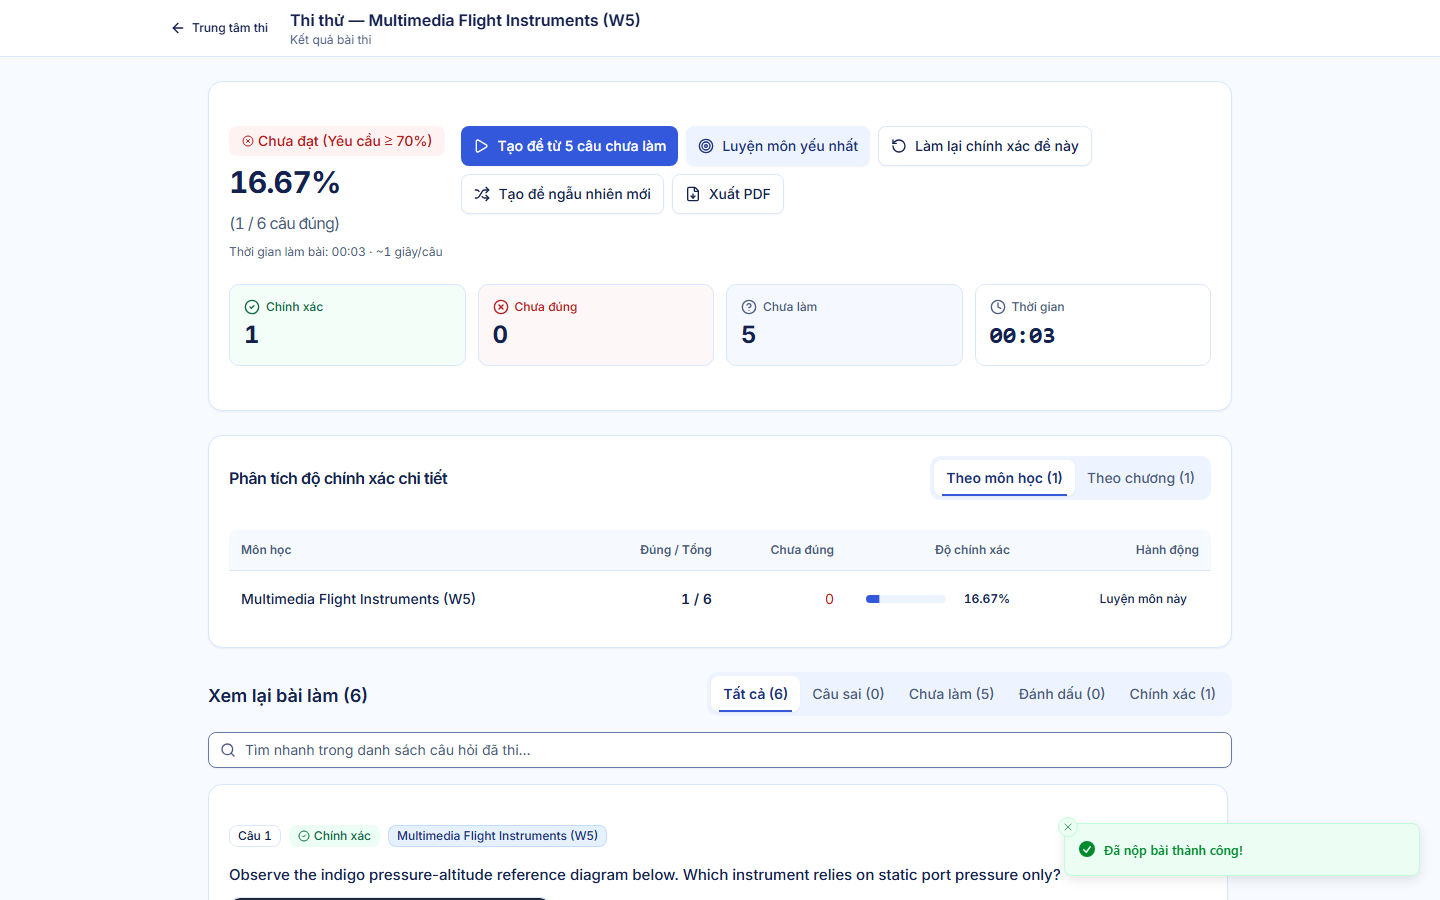 Trung tâm thi
Thi thử — Multimedia Flight Instruments (W5)
Kết quả bài thi
Chưa đạt (Yêu cầu ≥ 70%)
16.67%
(1 / 6 câu đúng)
Thời gian làm bài: 00:03 · ~1 giây/câu
Tạo đề từ 5 câu chưa làm
Luyện môn yếu nhất
Làm lại chính xác đề này
Tạo đề ngẫu nhiên mới
Xuất PDF
Chính xác
1
Chưa đúng
0
Chưa làm
5
Thời gian
00:03
Phân tích độ chính xác chi tiết
Theo môn học (1)
Theo chương (1)
Môn học Đúng / Tổng Chưa đúng Độ chính xác Hành động
Multimedia Flight Instruments (W5) 1 / 6 0 16.67% Luyện môn này
Xem lại bài làm (6)
Tất cả (6)
Câu sai (0)
Chưa làm (5)
Đánh dấu (0)
Chính xác (1)
Tìm nhanh trong danh sách câu hỏi đã thi...
Câu 1
Chính xác
Multimedia Flight Instruments (W5)
Observe the indigo pressure-altitude reference diagram below. Which instrument relies on static port pressure only?
Đã nộp bài thành công!